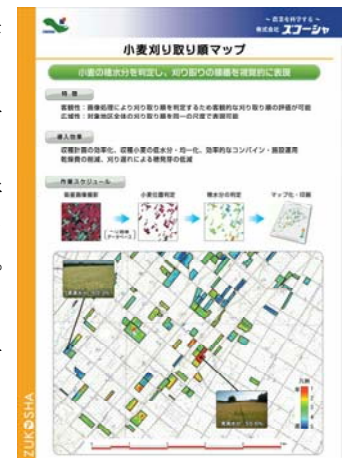 ～ 農業を科学する ～
株式会社 ズコーシャ
小麦刈り取り順マップ
小麦の穂水分を判定し、刈り取りの順番を視覚的に表現
特 徴
客観性：画像処理により刈り取り順を判定するため客観的な刈り取り順の評価が可能
広域性：対象地区全体の刈り取り順を同一の尺度で表現可能
導入効果
収穫計画の効率化、収穫小麦の低水分・均一化、効率的なコンバイン・施設運用
乾燥費の削減、刈り遅れによる穂発芽の低減
作業スケジュール
衛星画像撮影
小麦位置判定
穂水分の判定
マップ化・印刷
凡例
ZUKOSHA